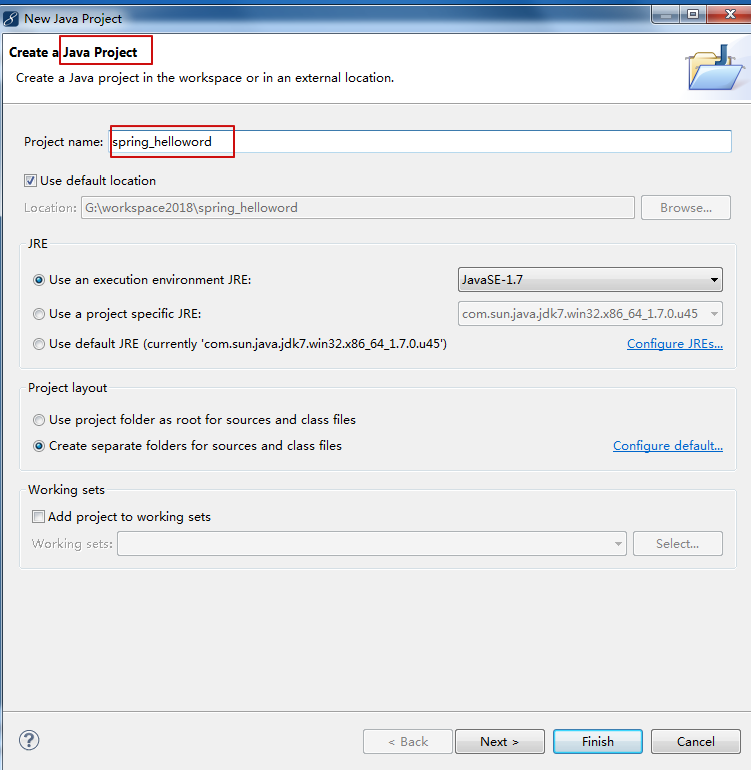 New Java Project
Create a Java Project
Create a Java project in the workspace or in an external location.
Project name: spring_helloword
Use default location
Location: G:\workspace2018\spring_helloword Browse...
JRE
Use an execution environment JRE: JavaSE-1.7
Use a project specific JRE: com.sun.java.jdk7.win32.x86_64_1.7.0.u45
Use default JRE (currently 'com.sun.java.jdk7.win32.x86_64_1.7.0.u45') Configure JREs...
Project layout
Use project folder as root for sources and class files
Create separate folders for sources and class files Configure default...
Working sets
Add project to working sets
Working sets: Select...
< Back Next > Finish Cancel